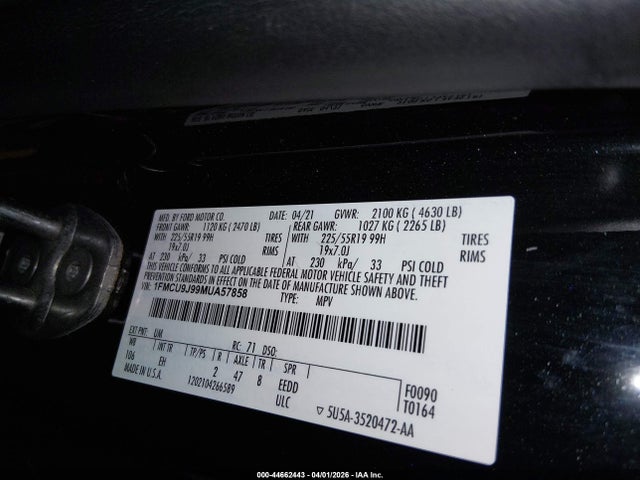 MFD. BY FORD MOTOR CO.
DATE: 04/21 GVWR: 2100 KG ( 4630 LB)
FRONT GAWR: 1120 KG ( 2470 LB) REAR GAWR: 1027 KG ( 2265 LB)
WITH 225/55R19 99H TIRES WITH 225/55R19 99H TIRES
19x7.0J RIMS 19x7.0J RIMS
AT 230 kPa/ 33 PSI COLD AT 230 kPa/ 33 PSI COLD
THIS VEHICLE CONFORMS TO ALL APPLICABLE FEDERAL MOTOR VEHICLE SAFETY AND THEFT
PREVENTION STANDARDS IN EFFECT ON THE DATE OF MANUFACTURE SHOWN ABOVE.
VIN: 1FMCU9J99MUA57858
TYPE: MPV
EXT PNT: UM RC: 71 DSO:
WB INT TR TP/PS R AXLE TR SPR
106 EH 2 47 8 EEDD
MADE IN U.S.A. 1202104266589 ULC
F0090
T0164
▽ 5U5A-3520472-AA
000-44662443 - 04/01/2026 - IAA Inc.